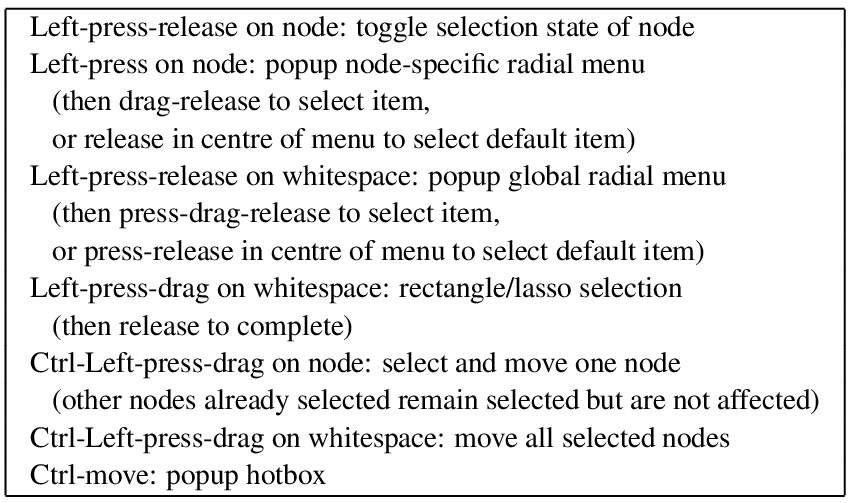 Left-press-release on node: toggle selection state of node
Left-press on node: popup node-specific radial menu
(then drag-release to select item,
or release in centre of menu to select default item)
Left-press-release on whitespace: popup global radial menu
(then press-drag-release to select item,
or press-release in centre of menu to select default item)
Left-press-drag on whitespace: rectangle/lasso selection
(then release to complete)
Ctrl-Left-press-drag on node: select and move one node
(other nodes already selected remain selected but are not affected)
Ctrl-Left-press-drag on whitespace: move all selected nodes
Ctrl-move: popup hotbox